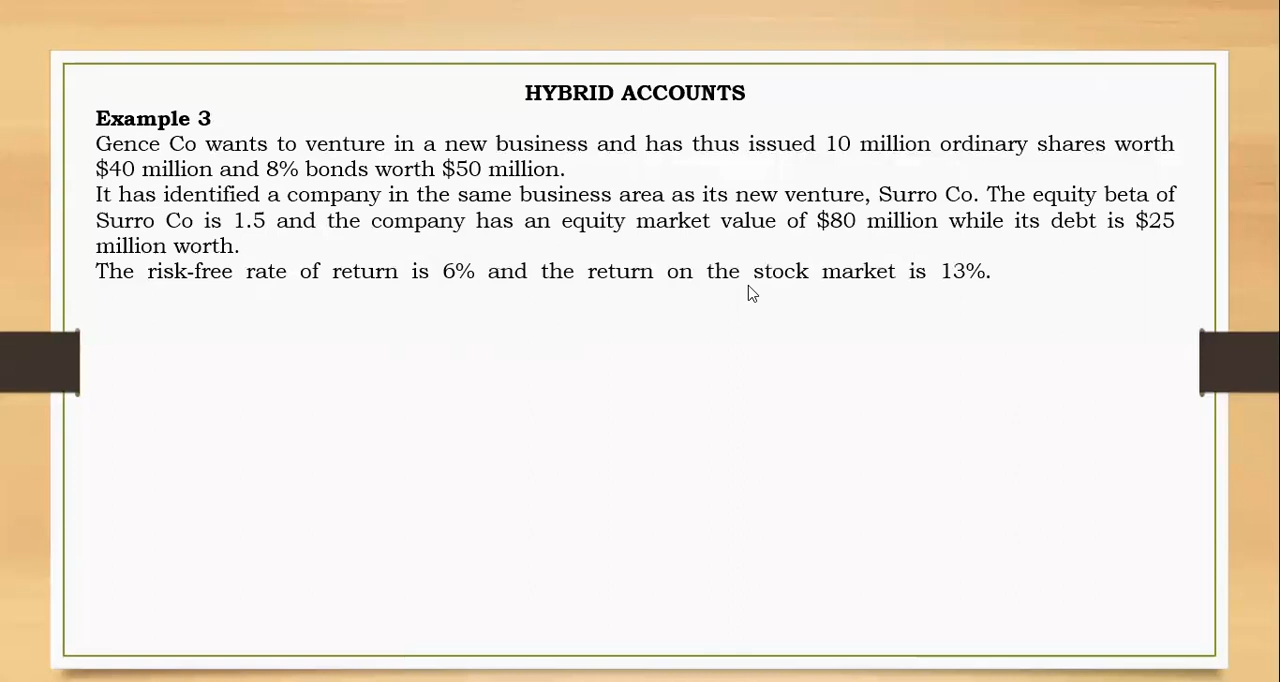 HYBRID ACCOUNTS
Example 3
Gence Co wants to venture in a new business and has thus issued 10 million ordinary shares worth
$40 million and 8% bonds worth $50 million.
It has identified a company in the same business area as its new venture, Surro Co. The equity beta of
Surro Co is 1.5 and the company has an equity market value of $80 million while its debt is $25
million worth.
The risk-free rate of return is 6% and the return on the stock market is 13%.